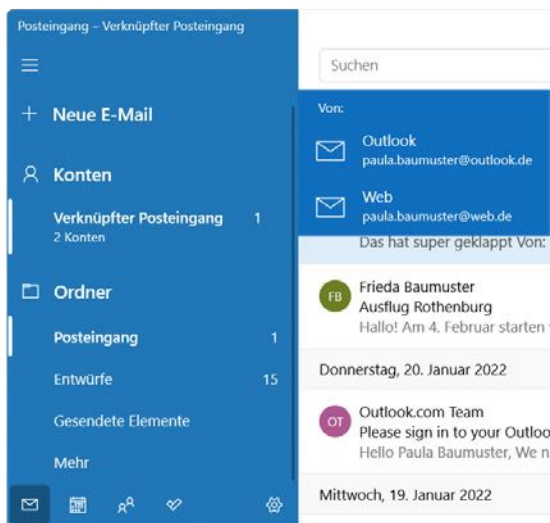 Posteingang – Verknüpfter Posteingang
Suchen
Neue E-Mail
Konten
Verknüpfter Posteingang 1
2 Konten
Ordner
Posteingang 1
Entwürfe 15
Gesendete Elemente
Mehr
Von:
Outlook
paula.baumuster@outlook.de
Web
paula.baumuster@web.de
Das hat super geklappt Von:
FB
Frieda Baumuster
Ausflug Rothenburg
Hallo! Am 4. Februar starten
Donnerstag, 20. Januar 2022
OT
Outlook.com Team
Please sign in to your Outloo
Hello Paula Baumuster, We n
Mittwoch, 19. Januar 2022